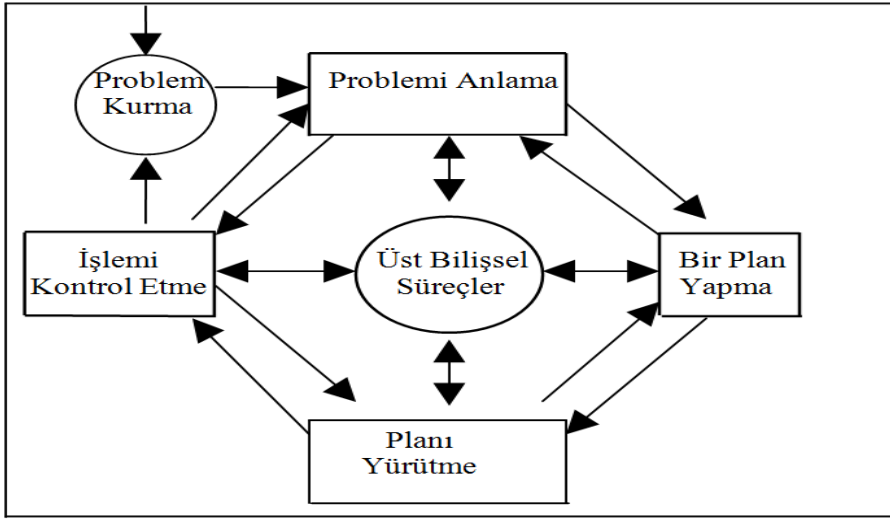 Problem
Kurma
Problemi Anlama
İşlemi
Kontrol Etme
Üst Bilişsel
Süreçler
Bir Plan
Yapma
Planı
Yürütme